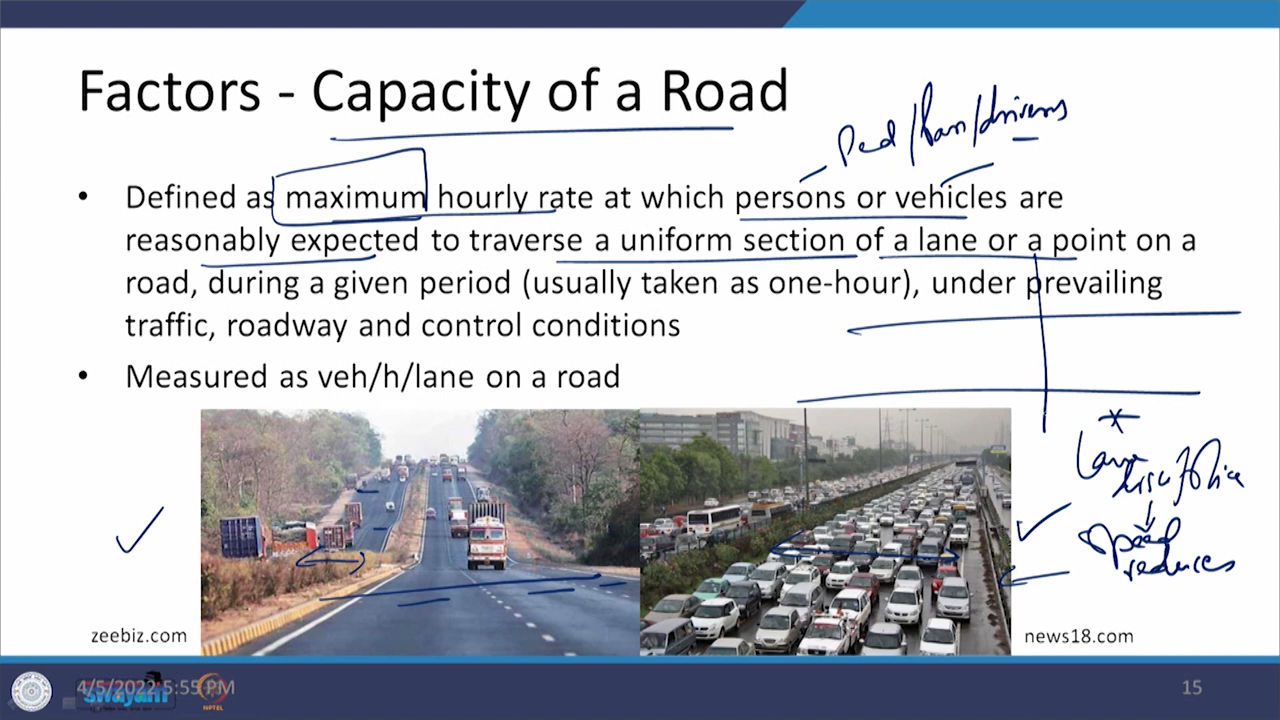 Factors - Capacity of a Road
Ped / / drivers
• Defined as maximum hourly rate at which persons or vehicles are
reasonably expected to traverse a uniform section of a lane or a point on a
road, during a given period (usually taken as one-hour), under prevailing
traffic, roadway and control conditions
• Measured as veh/h/lane on a road
Lane
discipline
Speed
reduces
zeebiz.com
news18.com
4/5/2022 5:55 PM
swayam
NPTEL
15